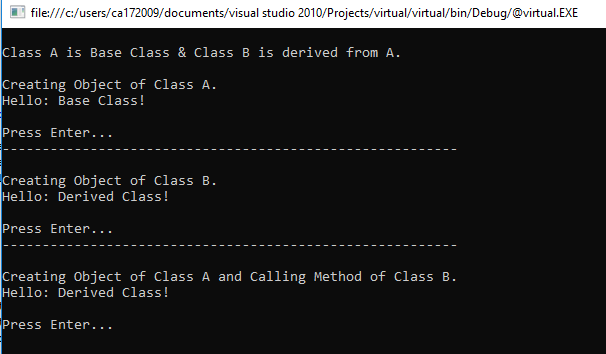 file:///c:/users/ca172009/documents/visual studio 2010/Projects/virtual/virtual/bin/Debug/@virtual.EXE
Class A is Base Class & Class B is derived from A.
Creating Object of Class A.
Hello: Base Class!
Press Enter...
---------------------------------------------------------
Creating Object of Class B.
Hello: Derived Class!
Press Enter...
---------------------------------------------------------
Creating Object of Class A and Calling Method of Class B.
Hello: Derived Class!
Press Enter...